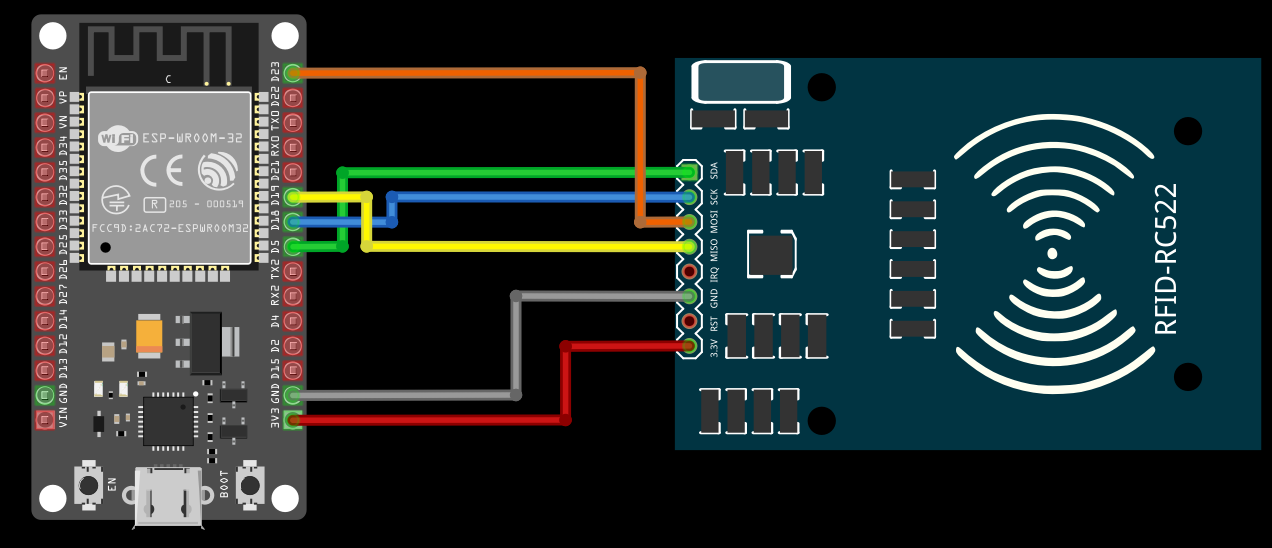 C
EN
VP
VN
D34
D35
D32
D33
D25
D26
D27
D14
D12
D13
GND
VIN
WiFi ESP-WROOM-32
CE
R 205 - 000519
FCC9D:2AC72-ESPWROOM32
D23
D22
TX0
RX0
D21
D19
D18
D5
TX2
RX2
D4
D2
D15
GND
3V3
EN
BOOT
SDA
SCK
MOSI
MISO
IRQ
GND
RST
3.3V
RFID-RC522